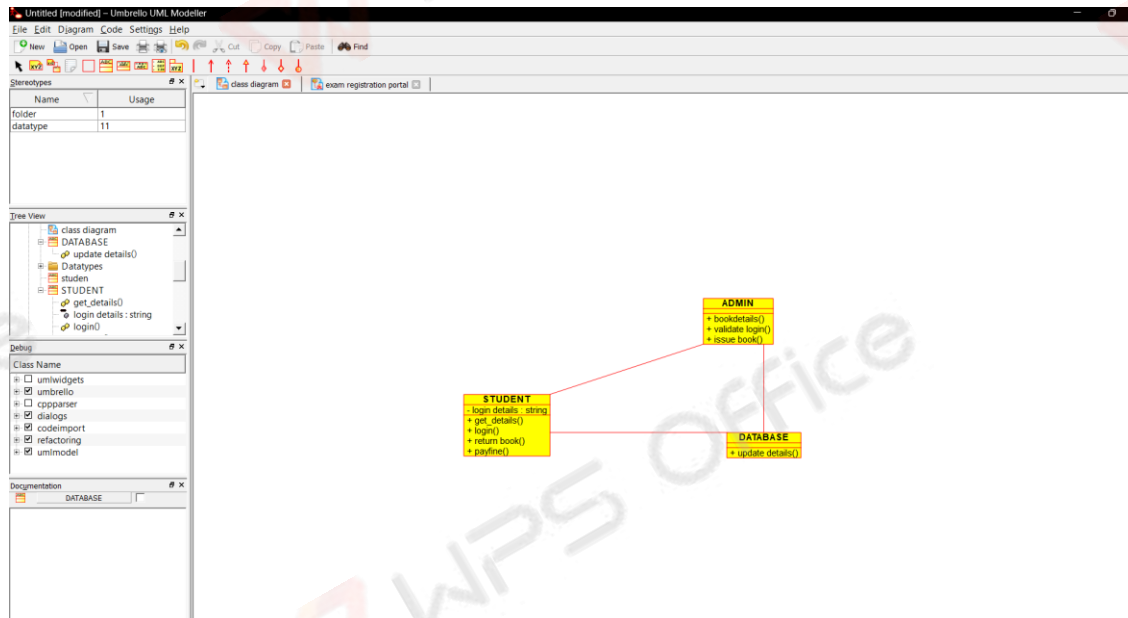 Untitled [modified] – Umbrello UML Modeller
File Edit Diagram Code Settings Help
New Open Save Cut Copy Paste Find
Stereotypes
class diagram exam registration portal
Name Usage
folder 1
datatype 11
Tree View
class diagram
DATABASE
update details()
Datatypes
studen
STUDENT
get_details()
login details : string
login()
Debug
Class Name
umlwidgets
umbrello
cppparser
dialogs
codeimport
refactoring
umlmodel
Documentation
DATABASE
ADMIN
+ bookdetails()
+ validate login()
+ issue book()
STUDENT
- login details : string
+ get_details()
+ login()
+ return book()
+ payfine()
DATABASE
+ update details()
WPS Office